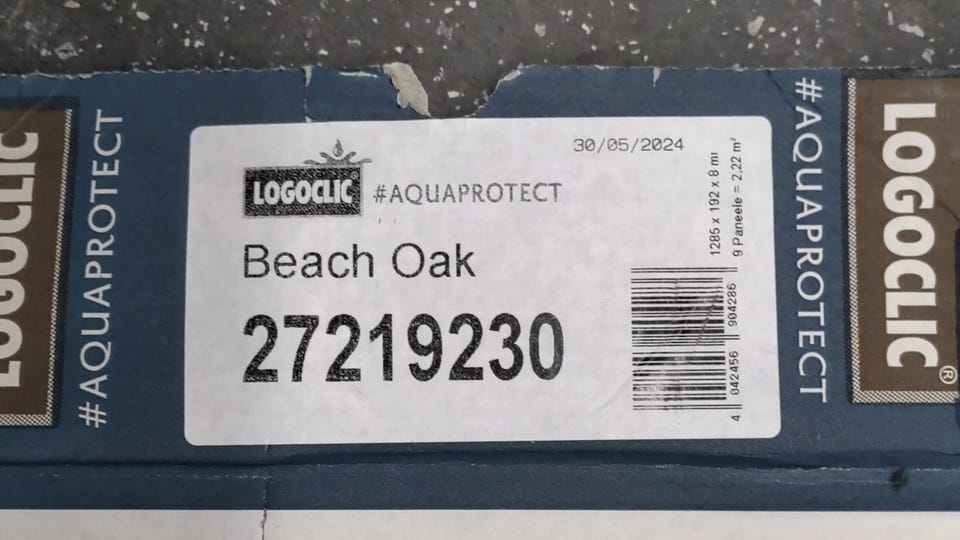 LOGOCLIC
#AQUAPROTECT
30/05/2024
LOGOCLIC® #AQUAPROTECT
Beach Oak
27219230
1285 x 192 x 8 m
9 Paneele = 2,22 m²
4 042456 904286
#AQUAPROTECT
LOGOCLIC®